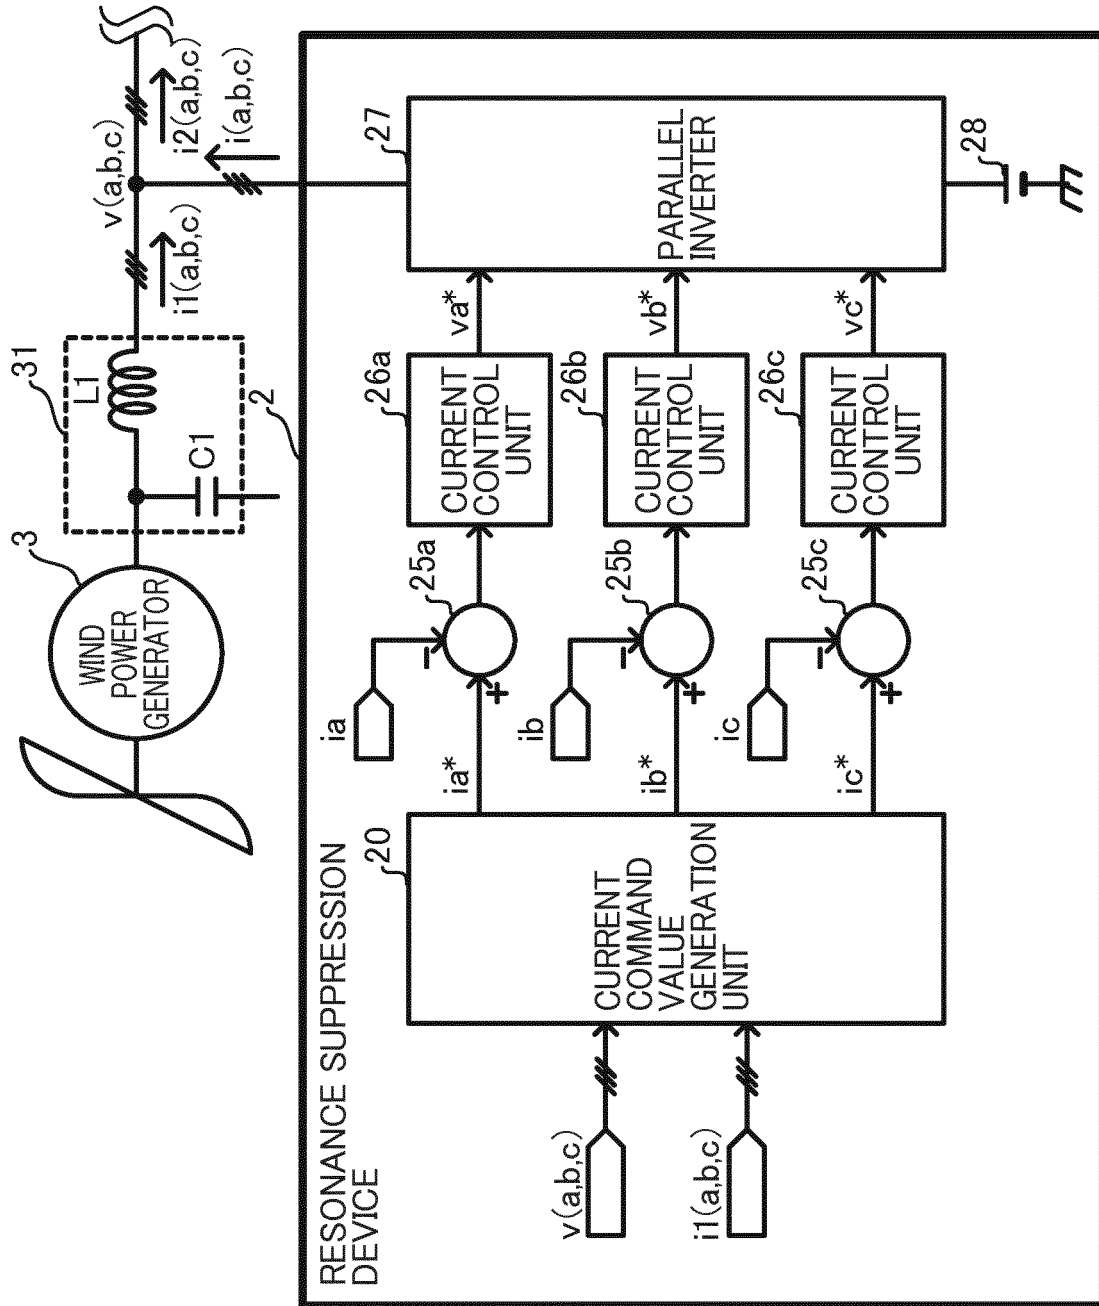 3
31
L1
C1
WIND
POWER
GENERATOR
v(a,b,c)
i1(a,b,c)
i2(a,b,c)
i(a,b,c)
2
RESONANCE SUPPRESSION
DEVICE
v(a,b,c)
i1(a,b,c)
20
CURRENT
COMMAND
VALUE
GENERATION
UNIT
ia*
ia
+
−
25a
26a
CURRENT
CONTROL
UNIT
va*
ib*
ib
+
−
25b
26b
CURRENT
CONTROL
UNIT
vb*
ic*
ic
+
−
25c
26c
CURRENT
CONTROL
UNIT
vc*
27
PARALLEL
INVERTER
28